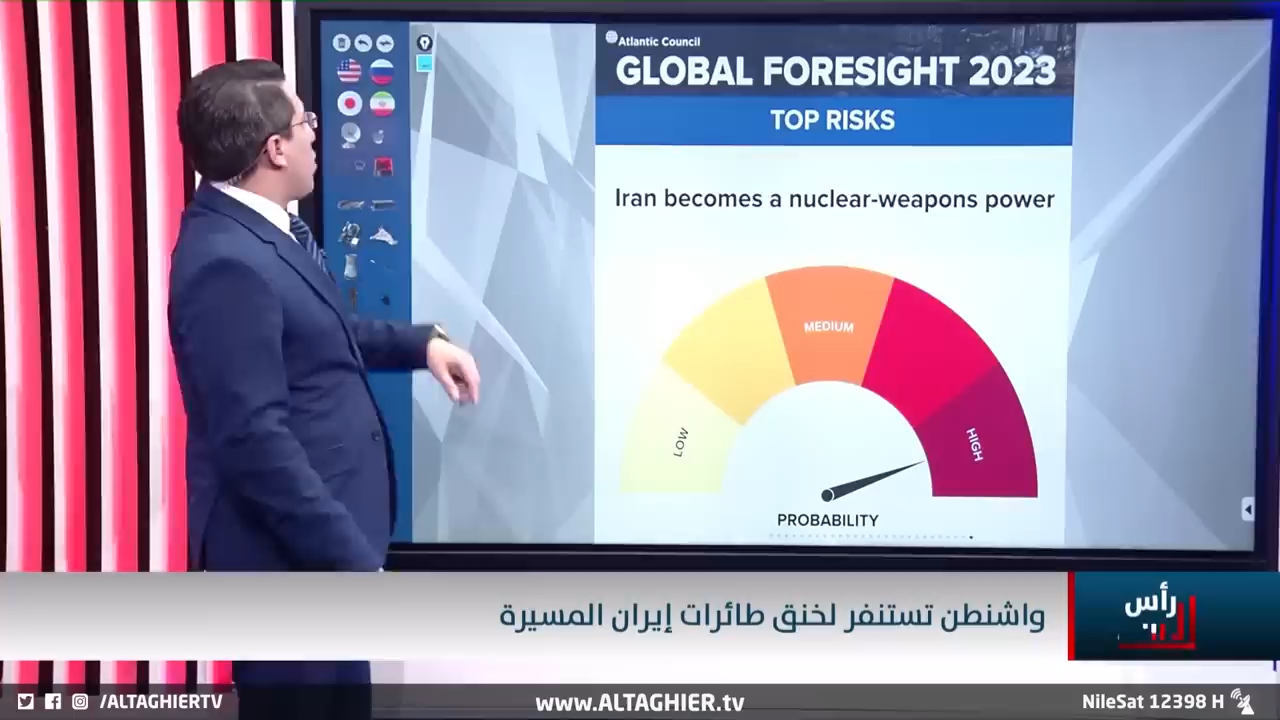 Atlantic Council
GLOBAL FORESIGHT 2023
TOP RISKS
Iran becomes a nuclear-weapons power
LOW
MEDIUM
HIGH
PROBABILITY
واشنطن تستنفر لخنق طائرات إيران المسيرة
رأس
/ALTAGHIERTV
www.ALTAGHIER.tv
NileSat 12398 H